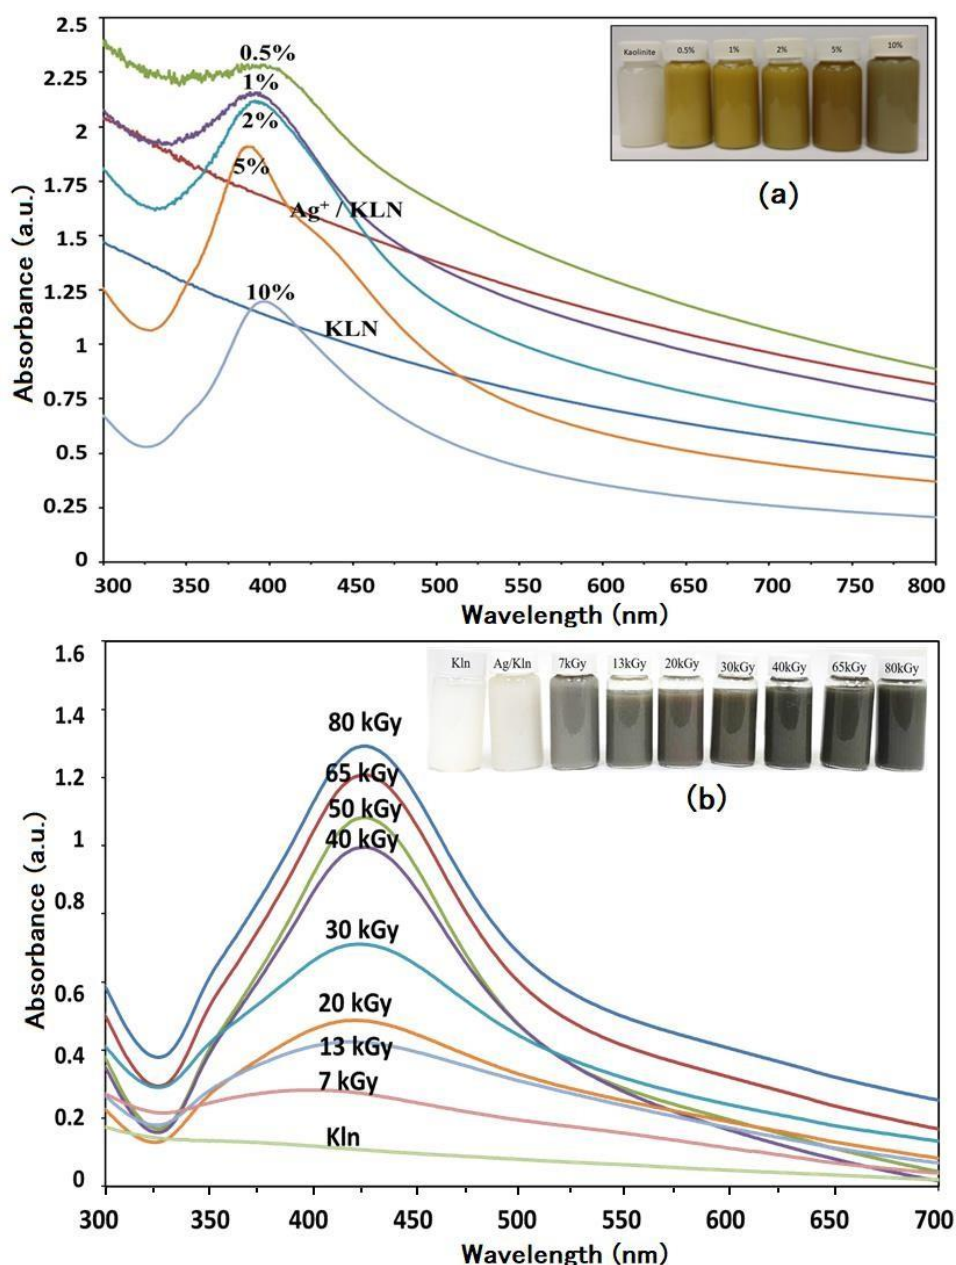 2.5
2.25
2
1.75
1.5
1.25
1
0.75
0.5
0.25
0
Absorbance (a.u.)
0.5%
1%
2%
5%
Ag⁺ / KLN
10%
KLN
Kaolinite 0.5% 1% 2% 5% 10%
(a)
300 350 400 450 500 550 600 650 700 750 800
Wavelength (nm)
1.6
1.4
1.2
1
0.8
0.6
0.4
0.2
0
Absorbance (a.u.)
Kln Ag/Kln 7kGy 13kGy 20kGy 30kGy 40kGy 65kGy 80kGy
(b)
80 kGy
65 kGy
50 kGy
40 kGy
30 kGy
20 kGy
13 kGy
7 kGy
Kln
300 350 400 450 500 550 600 650 700
Wavelength (nm)